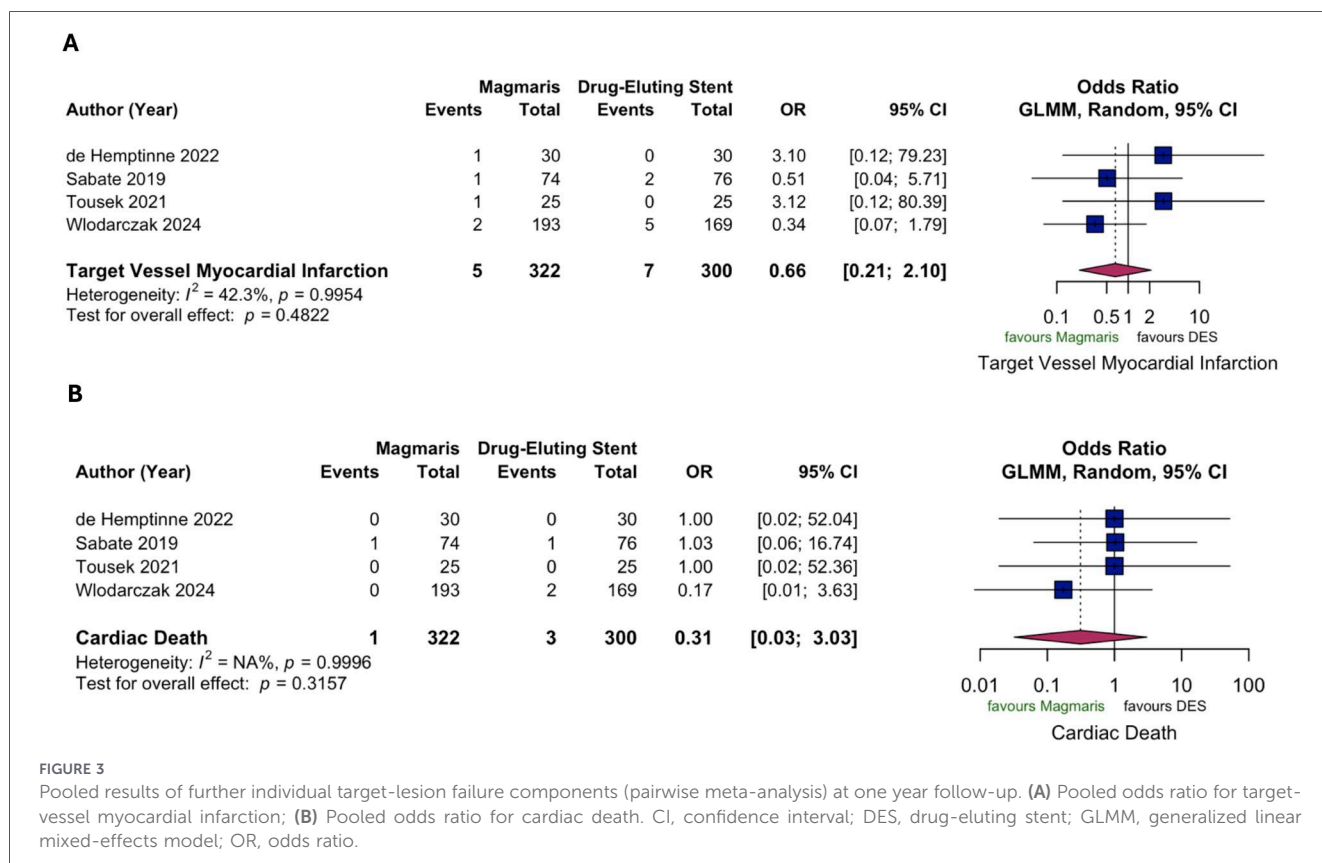 A
Magmaris Drug-Eluting Stent Odds Ratio
Author (Year) Events Total Events Total OR 95% CI GLMM, Random, 95% CI
de Hemptinne 2022 1 30 0 30 3.10 [0.12; 79.23]
Sabate 2019 1 74 2 76 0.51 [0.04; 5.71]
Tousek 2021 1 25 0 25 3.12 [0.12; 80.39]
Wlodarczak 2024 2 193 5 169 0.34 [0.07; 1.79]
Target Vessel Myocardial Infarction 5 322 7 300 0.66 [0.21; 2.10]
Heterogeneity: I² = 42.3%, p = 0.9954
Test for overall effect: p = 0.4822
0.1 0.5 1 2 10
favours Magmaris favours DES
Target Vessel Myocardial Infarction
B
Magmaris Drug-Eluting Stent Odds Ratio
Author (Year) Events Total Events Total OR 95% CI GLMM, Random, 95% CI
de Hemptinne 2022 0 30 0 30 1.00 [0.02; 52.04]
Sabate 2019 1 74 1 76 1.03 [0.06; 16.74]
Tousek 2021 0 25 0 25 1.00 [0.02; 52.36]
Wlodarczak 2024 0 193 2 169 0.17 [0.01; 3.63]
Cardiac Death 1 322 3 300 0.31 [0.03; 3.03]
Heterogeneity: I² = NA%, p = 0.9996
Test for overall effect: p = 0.3157
0.01 0.1 1 10 100
favours Magmaris favours DES
Cardiac Death
FIGURE 3
Pooled results of further individual target-lesion failure components (pairwise meta-analysis) at one year follow-up. (A) Pooled odds ratio for target-
vessel myocardial infarction; (B) Pooled odds ratio for cardiac death. CI, confidence interval; DES, drug-eluting stent; GLMM, generalized linear
mixed-effects model; OR, odds ratio.